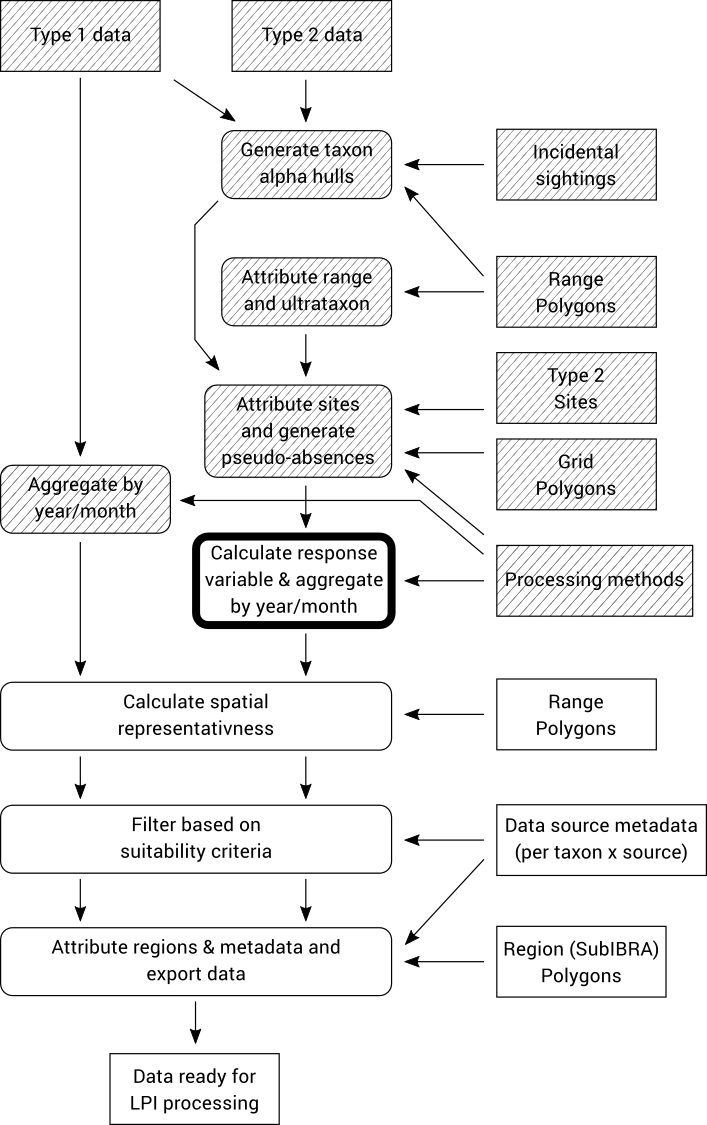 Type 1 data
Type 2 data
Generate taxon
alpha hulls
Incidental
sightings
Attribute range
and ultrataxon
Range
Polygons
Type 2
Sites
Attribute sites
and generate
pseudo-absences
Grid
Polygons
Aggregate by
year/month
Calculate response
variable & aggregate
by year/month
Processing methods
Calculate spatial
representativness
Range
Polygons
Filter based on
suitability criteria
Data source metadata
(per taxon x source)
Attribute regions & metadata and
export data
Region (SubIBRA)
Polygons
Data ready for
LPI processing